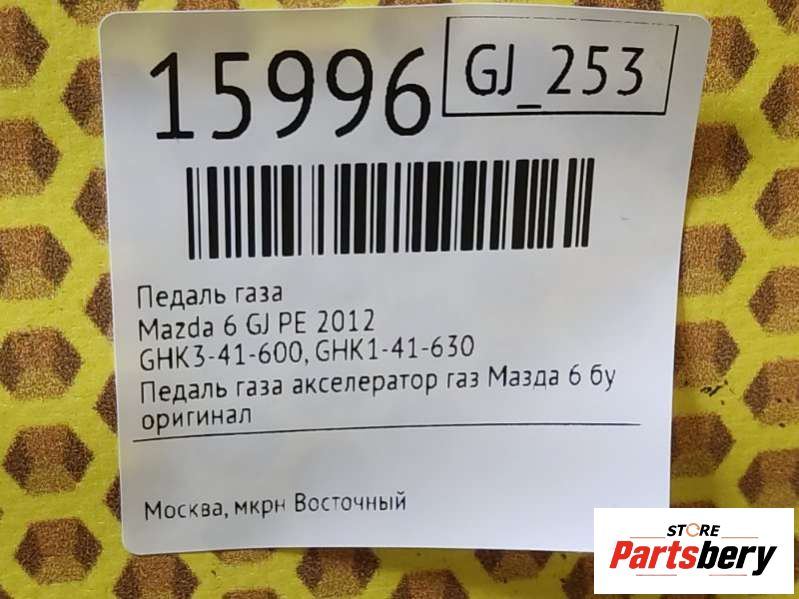 15996
GJ_253
Педаль газа
Mazda 6 GJ PE 2012
GHK3-41-600, GHK1-41-630
Педаль газа акселератор газ Мазда 6 бу
оригинал
Москва, мкрн Восточный
STORE
Partsbery